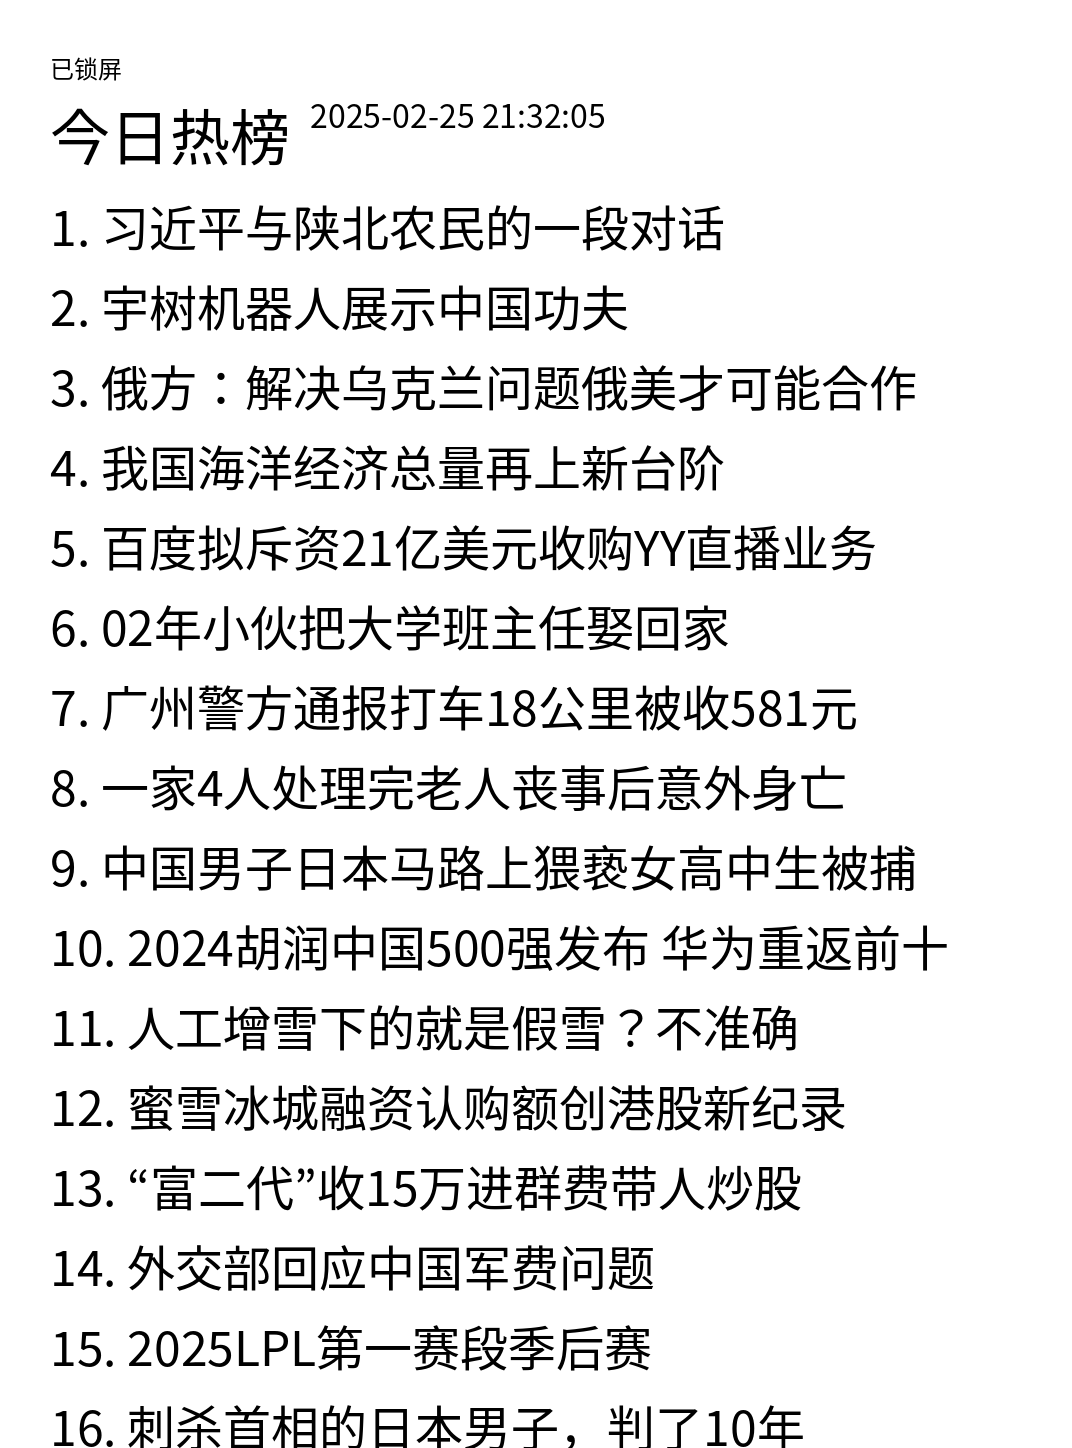 已锁屏
今日热榜 2025-02-25 21:32:05
1. 习近平与陕北农民的一段对话
2. 宇树机器人展示中国功夫
3. 俄方：解决乌克兰问题俄美才可能合作
4. 我国海洋经济总量再上新台阶
5. 百度拟斥资21亿美元收购YY直播业务
6. 02年小伙把大学班主任娶回家
7. 广州警方通报打车18公里被收581元
8. 一家4人处理完老人丧事后意外身亡
9. 中国男子日本马路上猥亵女高中生被捕
10. 2024胡润中国500强发布 华为重返前十
11. 人工增雪下的就是假雪？不准确
12. 蜜雪冰城融资认购额创港股新纪录
13. “富二代”收15万进群费带人炒股
14. 外交部回应中国军费问题
15. 2025LPL第一赛段季后赛
16. 刺杀首相的日本男子，判了10年